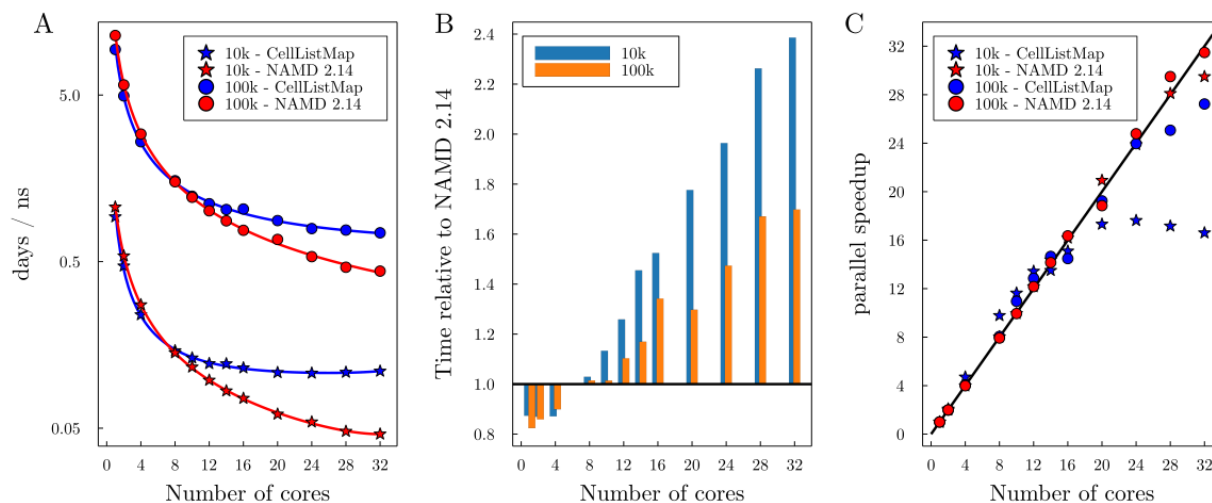 A
days / ns
5.0
0.5
0.05
10k - CellListMap
10k - NAMD 2.14
100k - CellListMap
100k - NAMD 2.14
0 4 8 12 16 20 24 28 32
Number of cores
B
Time relative to NAMD 2.14
2.4
2.2
2.0
1.8
1.6
1.4
1.2
1.0
0.8
10k
100k
0 4 8 12 16 20 24 28 32
Number of cores
C
parallel speedup
32
28
24
20
16
12
8
4
0
10k - CellListMap
10k - NAMD 2.14
100k - CellListMap
100k - NAMD 2.14
0 4 8 12 16 20 24 28 32
Number of cores